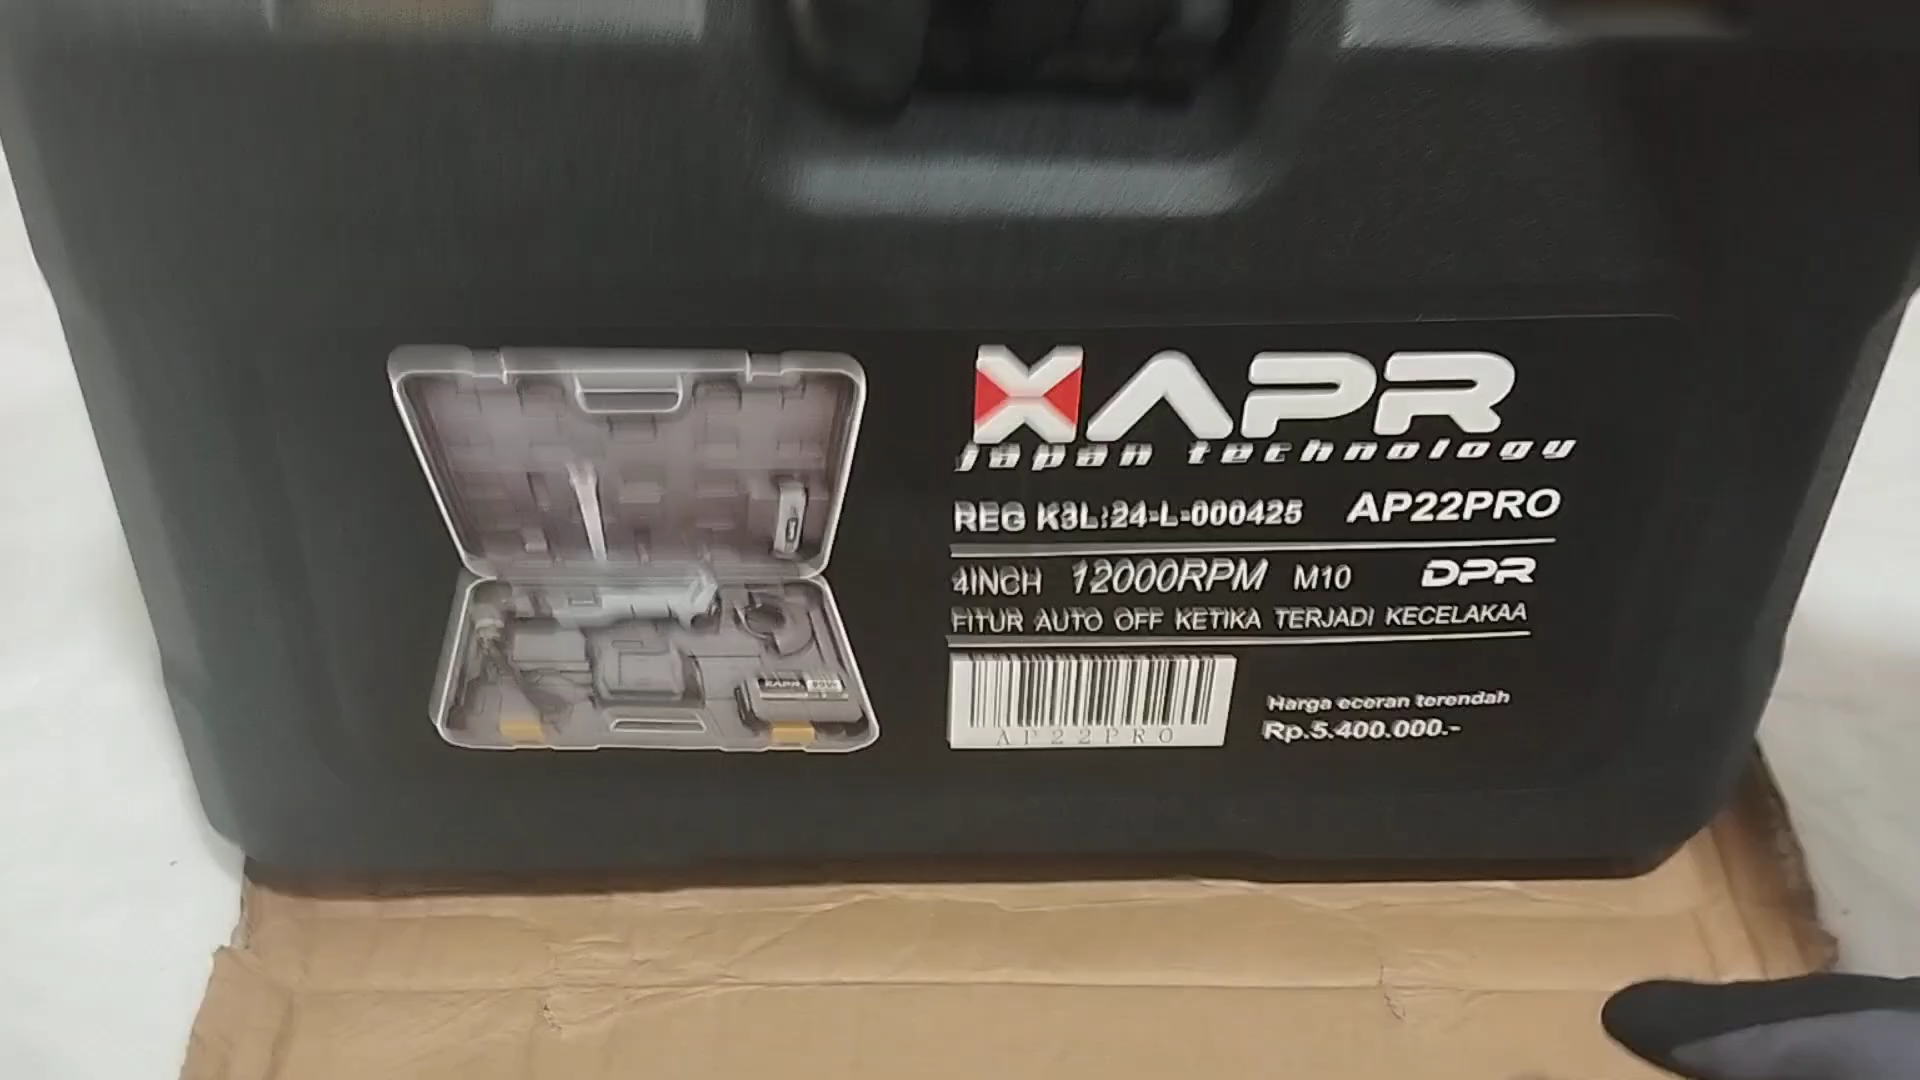 XAPR
Japan technology
REG K3L:24-L-000425 AP22PRO
4INCH 12000RPM M10 DPR
FITUR AUTO OFF KETIKA TERJADI KECELAKAA
AP22PRO
Harga eceran terendah
Rp.5.400.000.-
XAPR